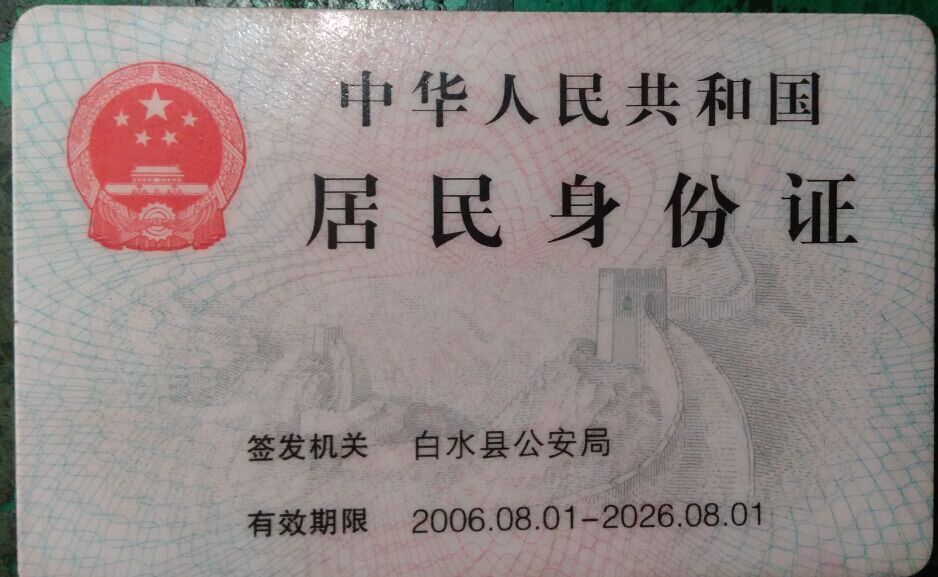 中华人民共和国
居民身份证
签发机关 白水县公安局
有效期限 2006.08.01-2026.08.01